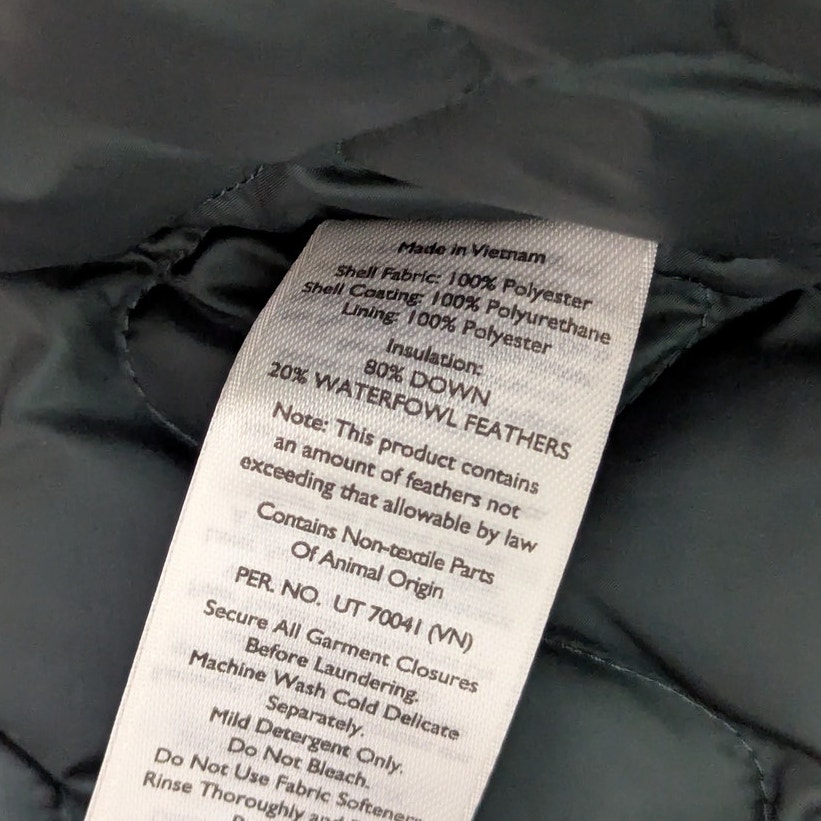 Made in Vietnam
Shell Fabric: 100% Polyester
Shell Coating: 100% Polyurethane
Lining: 100% Polyester
Insulation:
80% DOWN
20% WATERFOWL FEATHERS
Note: This product contains
an amount of feathers not
exceeding that allowable by law
Contains Non-textile Parts
Of Animal Origin
PER. NO. UT 70041 (VN)
Secure All Garment Closures
Before Laundering.
Machine Wash Cold Delicate
Separately.
Mild Detergent Only.
Do Not Bleach.
Do Not Use Fabric Softener
Rinse Thoroughly and